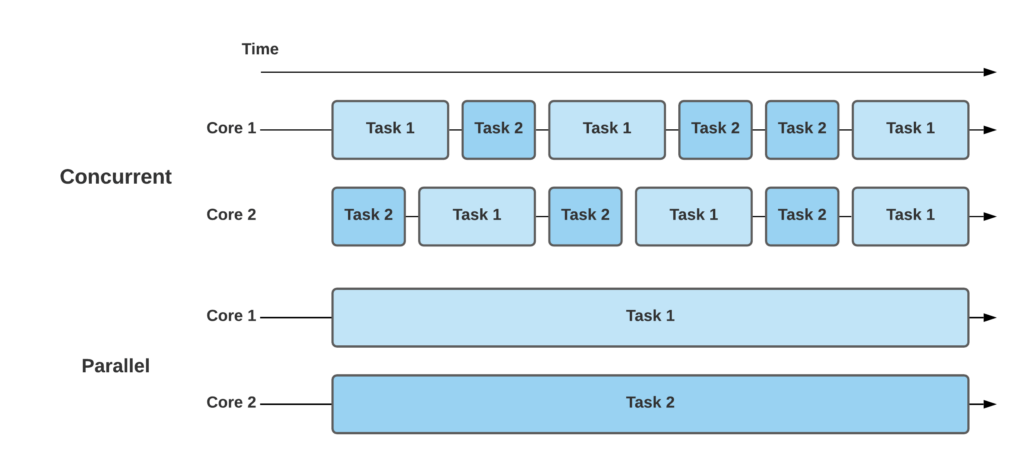 Time
Core 1 Task 1 Task 2 Task 1 Task 2 Task 2 Task 1
Concurrent
Core 2 Task 2 Task 1 Task 2 Task 1 Task 2 Task 1
Core 1 Task 1
Parallel
Core 2 Task 2